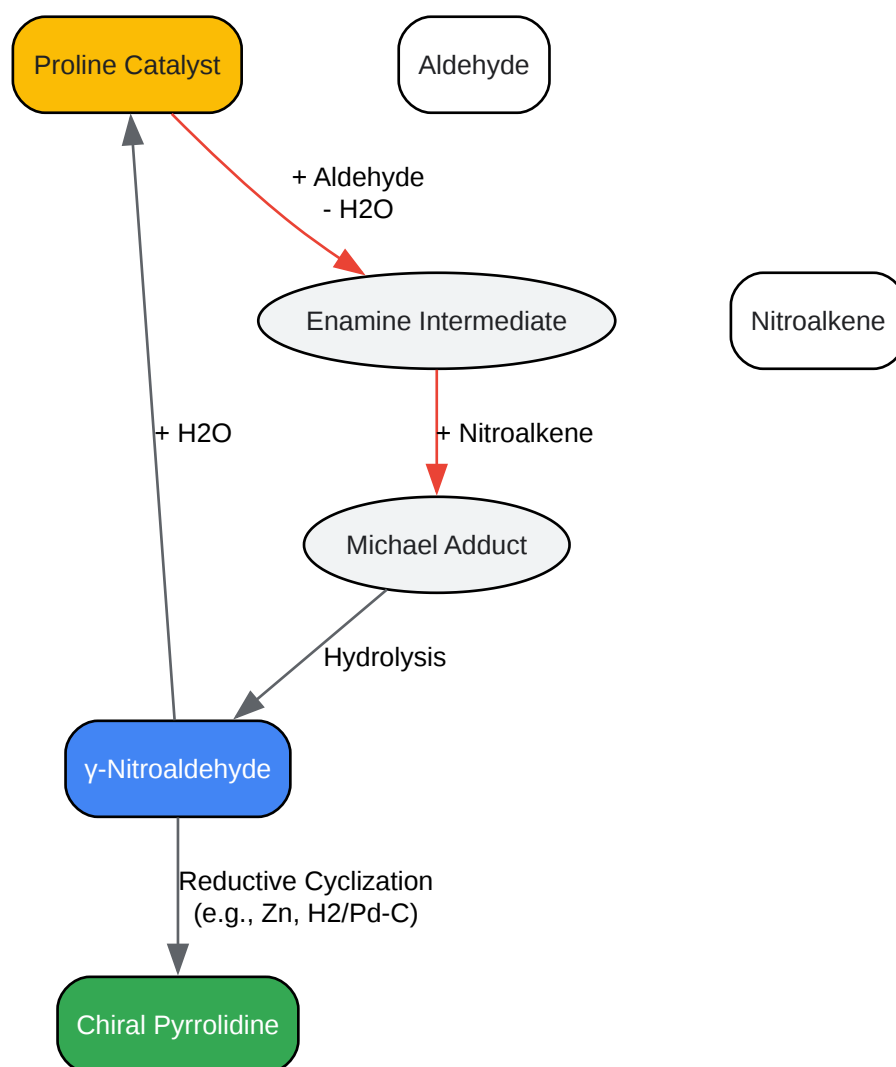 Proline Catalyst
Aldehyde
+ Aldehyde
- H2O
Enamine Intermediate
Nitroalkene
+ H2O
+ Nitroalkene
Michael Adduct
Hydrolysis
γ-Nitroaldehyde
Reductive Cyclization
(e.g., Zn, H2/Pd-C)
Chiral Pyrrolidine